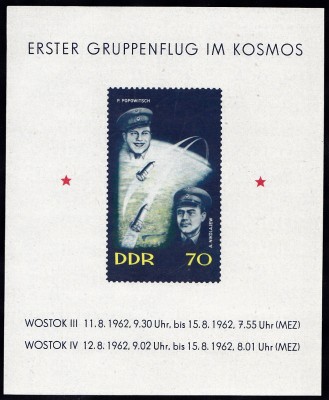 ERSTER GRUPPENFLUG IM KOSMOS
P. POPOWITSCH
A. NIKOLAJEW
DDR 70
WOSTOK III 11. 8. 1962, 9.30 Uhr, bis 15. 8. 1962, 7.55 Uhr (MEZ)
WOSTOK IV 12. 8. 1962, 9.02 Uhr, bis 15. 8. 1962, 8.01 Uhr (MEZ)